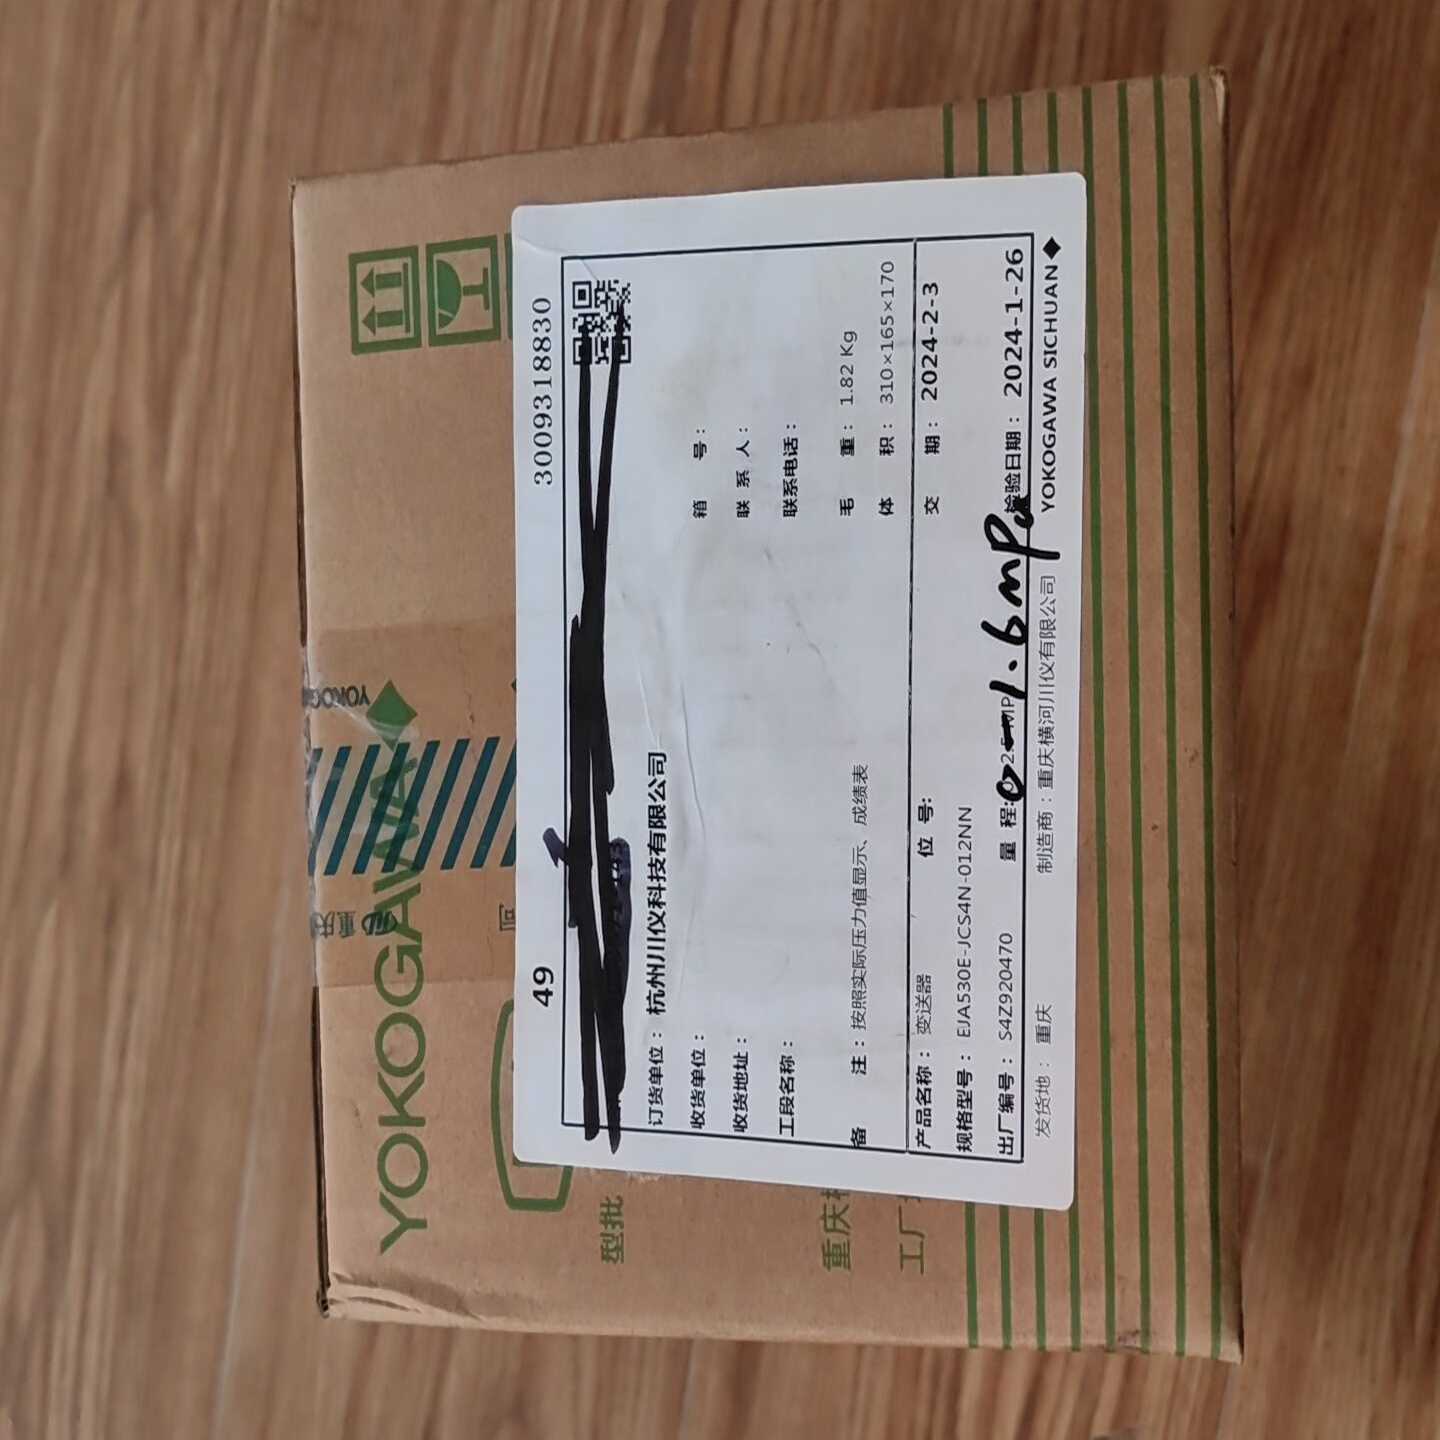 YOKOGAWA
YOKOGA
重庆
49
3009318830
订货单位： 杭州川仪科技有限公司
收货单位：
箱 号：
收货地址：
联 系 人：
工段名称：
联系电话：
毛 重： 1.82 Kg
备 注： 按照实际压力值显示、成绩表
体 积： 310×165×170
产品名称： 变送器
位 号:
交 期： 2024-2-3
规格型号： EJA530E-JCS4N-012NN
出厂编号： S4Z920470
量 程:
0-1.6mPa
检验日期： 2024-1-26
发货地： 重庆
制造商：重庆横河川仪有限公司
YOKOGAWA SICHUAN
型批
重庆
工厂